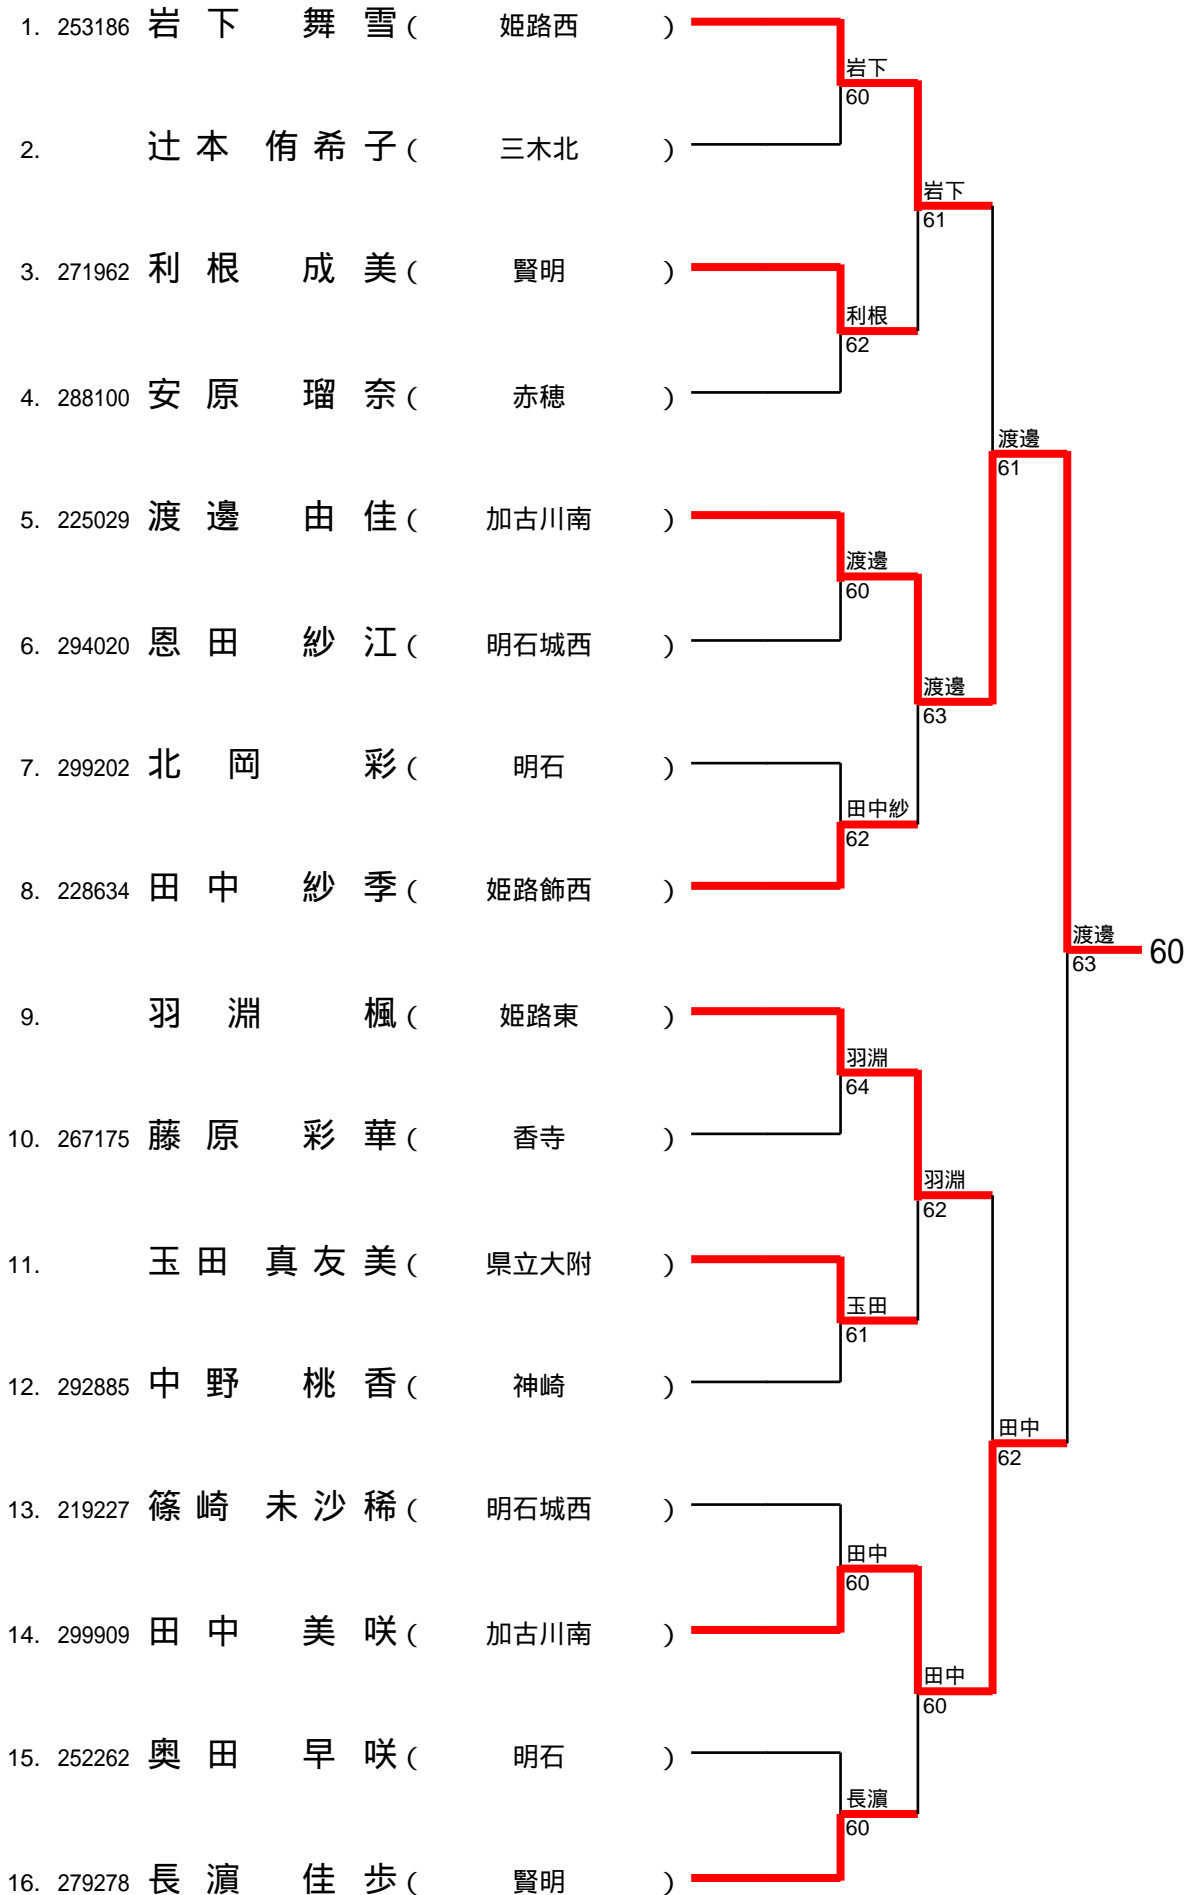 1. 253186 岩下 舞雪 ( 姫路西 )
岩下
60
2. 辻本 侑希子 ( 三木北 )
岩下
61
3. 271962 利根 成美 ( 賢明 )
利根
62
4. 288100 安原 瑠奈 ( 赤穂 )
渡邊
61
5. 225029 渡邊 由佳 ( 加古川南 )
渡邊
60
6. 294020 恩田 紗江 ( 明石城西 )
渡邊
63
7. 299202 北岡 彩 ( 明石 )
田中紗
62
8. 228634 田中 紗季 ( 姫路飾西 )
渡邊
63
60
9. 羽淵 楓 ( 姫路東 )
羽淵
64
10. 267175 藤原 彩華 ( 香寺 )
羽淵
62
11. 玉田 真友美 ( 県立大附 )
玉田
61
12. 292885 中野 桃香 ( 神崎 )
田中
62
13. 219227 篠崎 未沙稀 ( 明石城西 )
田中
60
14. 299909 田中 美咲 ( 加古川南 )
田中
60
15. 252262 奥田 早咲 ( 明石 )
長濵
60
16. 279278 長濵 佳歩 ( 賢明 )